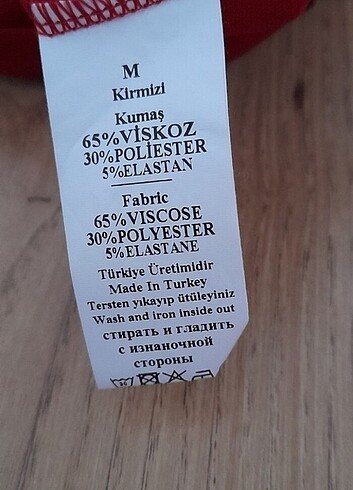 M
Kirmizi
Kumaş
65%VİSKOZ
30%POLİESTER
5%ELASTAN
Fabric
65%VISCOSE
30%POLYESTER
5%ELASTANE
Türkiye Üretimidir
Made In Turkey
Tersten yıkayıp ütüleyiniz
Wash and iron inside out
стирать и гладить
с изнаночной
стороны